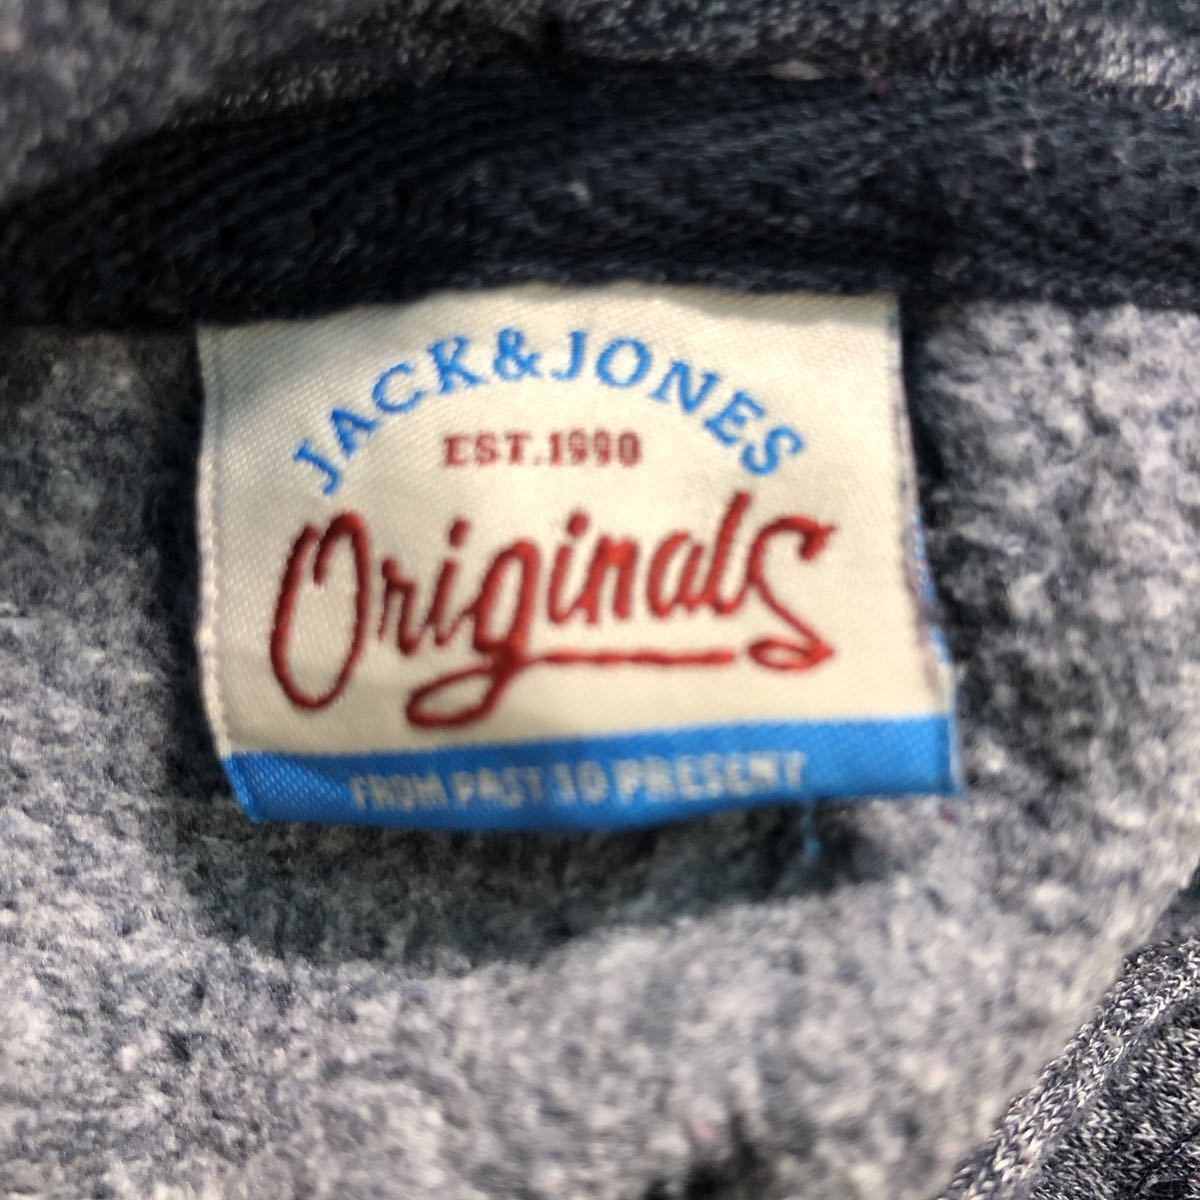 JACK&JONES
EST.1990
Originals
FROM PAST TO PRESENT